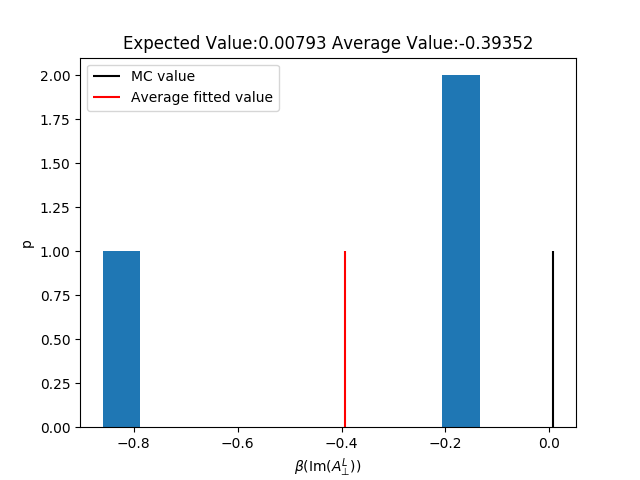 Expected Value:0.00793 Average Value:-0.39352
MC value
Average fitted value
2.00
1.75
1.50
1.25
1.00
0.75
0.50
0.25
0.00
p
−0.8 −0.6 −0.4 −0.2 0.0
β(Im(A_⊥^L))